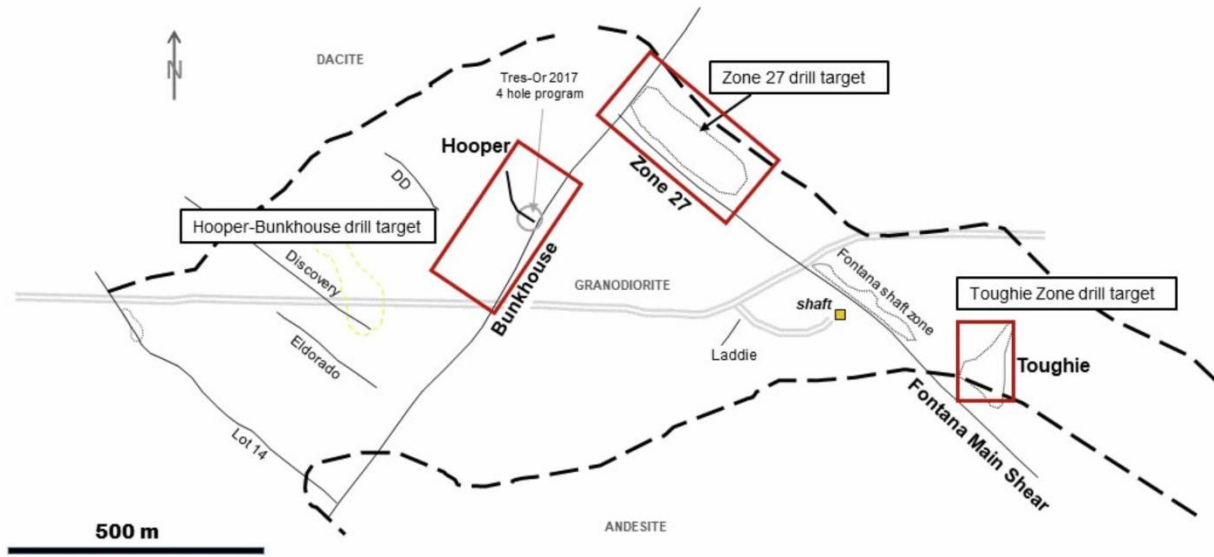 N
DACITE
Tres-Or 2017
4 hole program
Zone 27 drill target
Hooper
DD
Zone 27
Hooper-Bunkhouse drill target
Discovery
Bunkhouse
GRANODIORITE
Fontana shaft zone
shaft
Toughie Zone drill target
Eldorado
Laddie
Toughie
Fontana Main Shear
Lot 14
500 m
ANDESITE